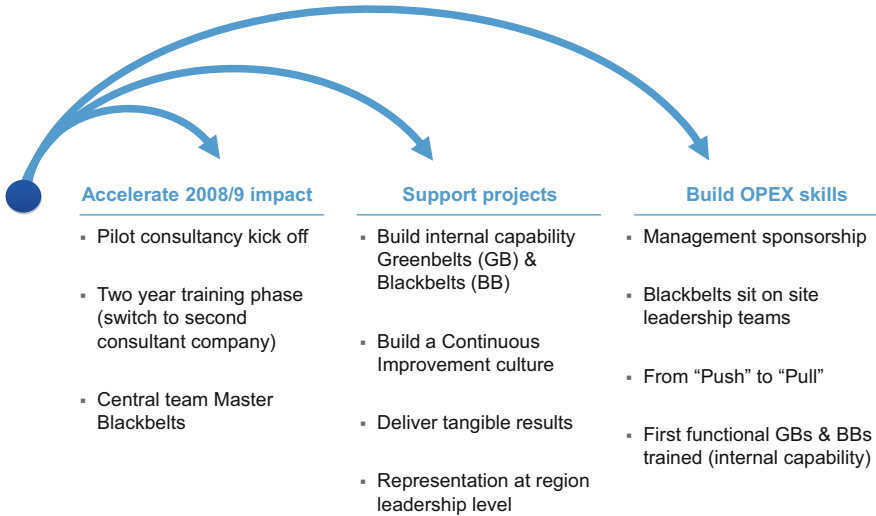 Accelerate 2008/9 impact
▪ Pilot consultancy kick off
▪ Two year training phase
(switch to second
consultant company)
▪ Central team Master
Blackbelts
Support projects
▪ Build internal capability
Greenbelts (GB) &
Blackbelts (BB)
▪ Build a Continuous
Improvement culture
▪ Deliver tangible results
▪ Representation at region
leadership level
Build OPEX skills
▪ Management sponsorship
▪ Blackbelts sit on site
leadership teams
▪ From “Push” to “Pull”
▪ First functional GBs & BBs
trained (internal capability)